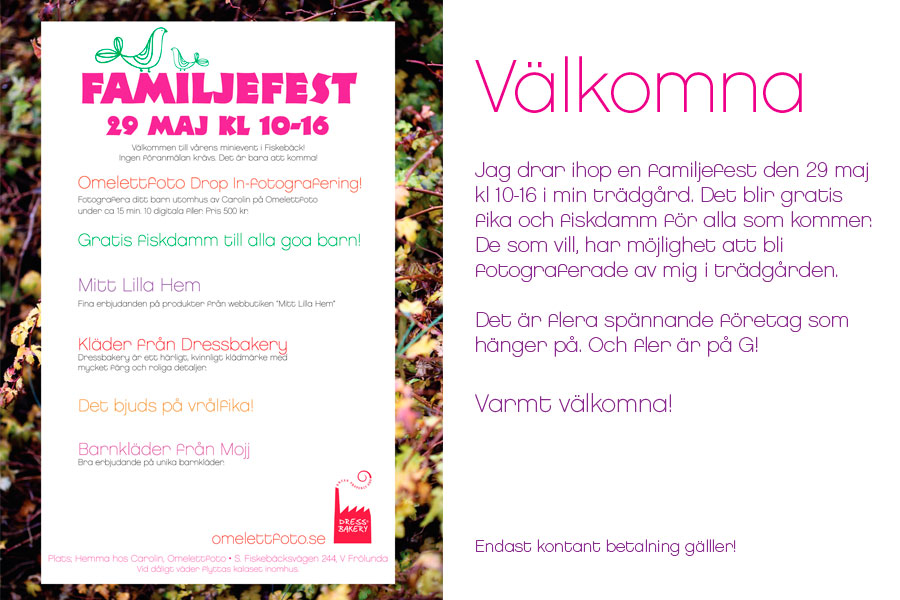 FAMILJEFEST
29 MAJ KL 10-16
Välkommen till vårens minievent i Fiskebäck!
Ingen föranmälan krävs. Det är bara att komma!
Omelettfoto Drop In-fotografering!
Fotografera ditt barn utomhus av Carolin på Omelettfoto
under ca 15 min. 10 digitala filer. Pris 500 kr.
Gratis fiskdamm till alla goa barn!
Mitt Lilla Hem
Fina erbjudanden på produkter från webbutiken "Mitt Lilla Hem"
Kläder från Dressbakery
Dressbakery är ett härligt, kvinnligt klädmärke med
mycket färg och roliga detaljer.
Det bjuds på vrålfika!
Barnkläder från Mojj
Bra erbjudande på unika barnkläder.
DRESS-
BAKERY
omelettfoto.se
Plats; Hemma hos Carolin, Omelettfoto • S. Fiskebäcksvägen 244, V Frölunda
Vid dåligt väder flyttas kalaset inomhus.
Välkomna
Jag drar ihop en familjefest den 29 maj
kl 10-16 i min trädgård. Det blir gratis
fika och fiskdamm för alla som kommer.
De som vill, har möjlighet att bli
fotograferade av mig i trädgården.
Det är flera spännande företag som
hänger på. Och fler är på G!
Varmt välkomna!
Endast kontant betalning gälller!